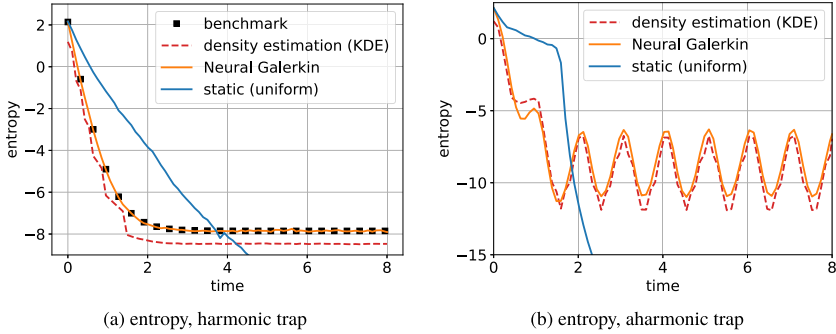 2
0
−2
−4
−6
−8
entropy
0
2
4
6
8
time
benchmark
density estimation (KDE)
Neural Galerkin
static (uniform)
(a) entropy, harmonic trap
0
−5
−10
−15
entropy
0
2
4
6
8
time
density estimation (KDE)
Neural Galerkin
static (uniform)
(b) entropy, aharmonic trap